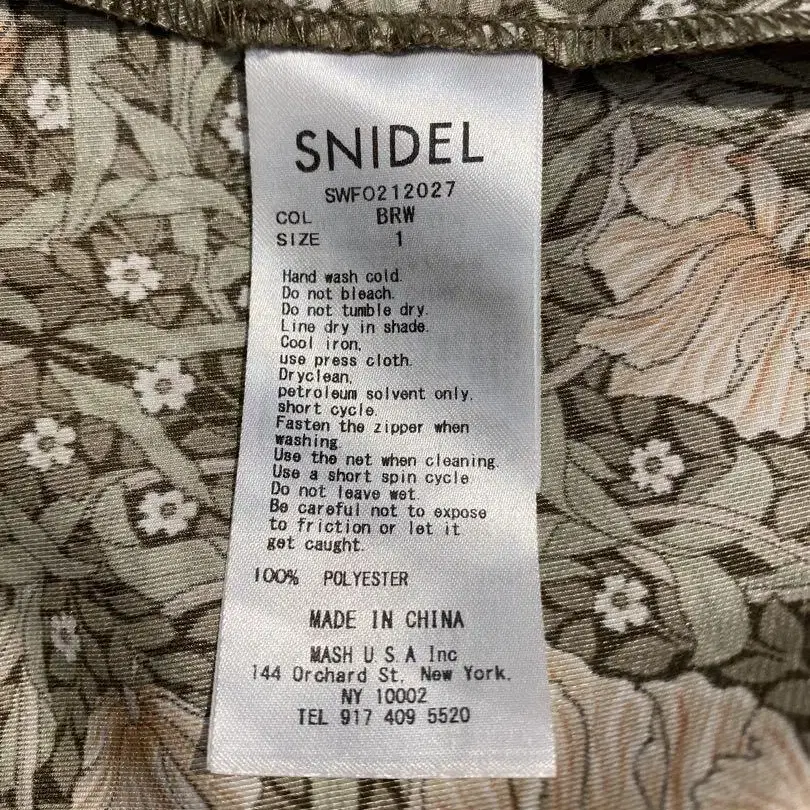 SNIDEL
SWFO212027
COL BRW
SIZE 1
Hand wash cold.
Do not bleach.
Do not tumble dry.
Line dry in shade.
Cool iron,
use press cloth.
Dryclean,
petroleum solvent only,
short cycle.
Fasten the zipper when
washing.
Use the net when cleaning.
Use a short spin cycle
Do not leave wet.
Be careful not to expose
to friction or let it
get caught.
100% POLYESTER
MADE IN CHINA
MASH U.S.A Inc
144 Orchard St, New York.
NY 10002
TEL 917 409 5520